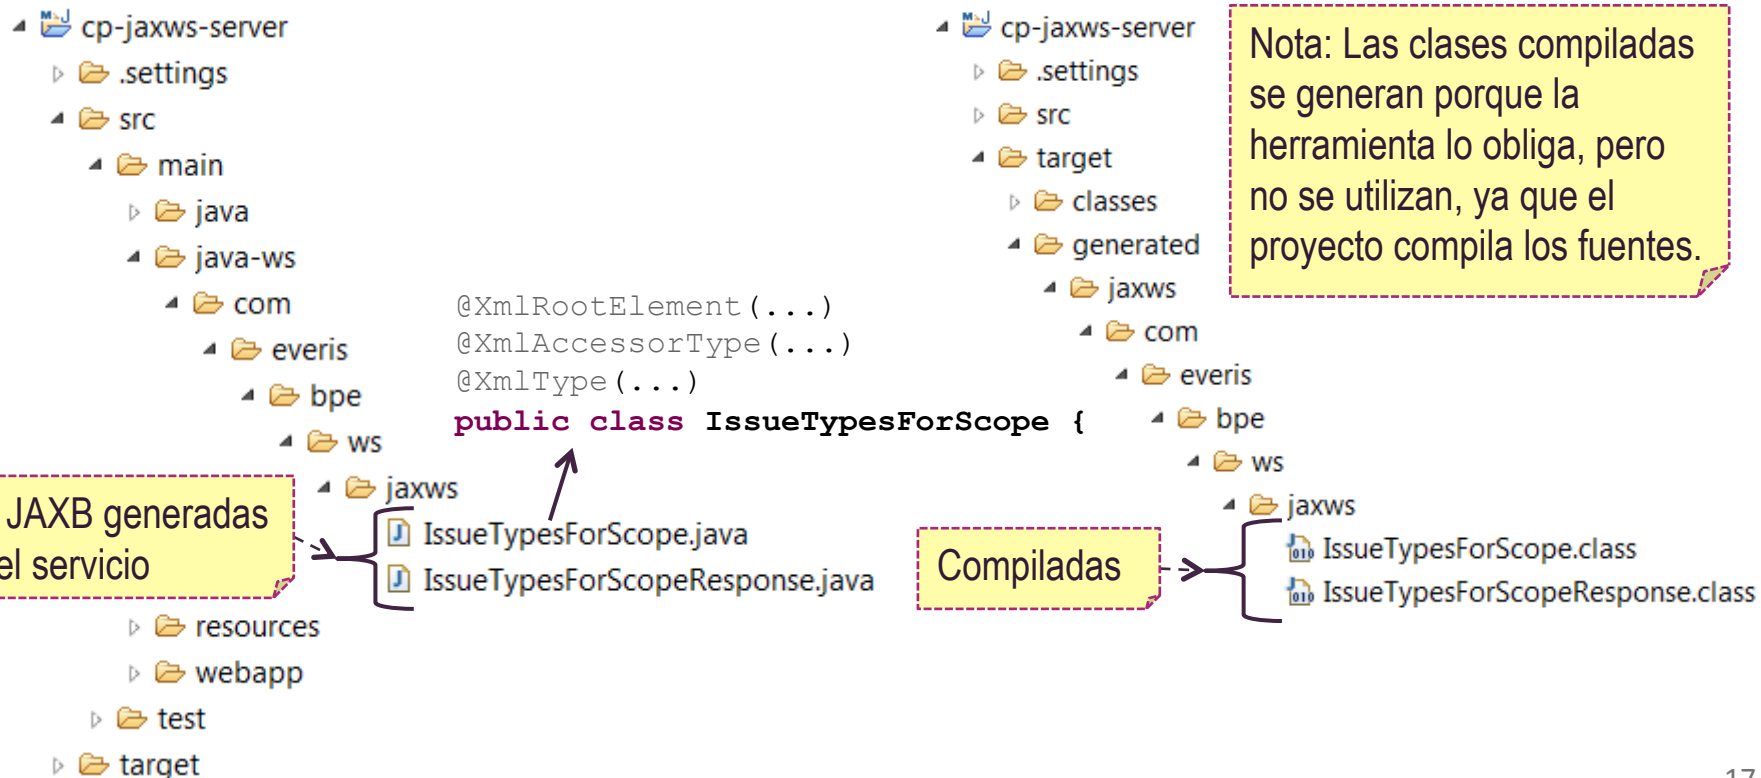 cp-jaxws-server
.settings
src
main
java
java-ws
com
everis
bpe
ws
jaxws
IssueTypesForScope.java
IssueTypesForScopeResponse.java
resources
webapp
test
target
JAXB generadas
el servicio
@XmlRootElement(...)
@XmlAccessorType(...)
@XmlType(...)
public class IssueTypesForScope {
cp-jaxws-server
.settings
src
target
classes
generated
jaxws
com
everis
bpe
ws
jaxws
IssueTypesForScope.class
IssueTypesForScopeResponse.class
Compiladas
Nota: Las clases compiladas
se generan porque la
herramienta lo obliga, pero
no se utilizan, ya que el
proyecto compila los fuentes.
17